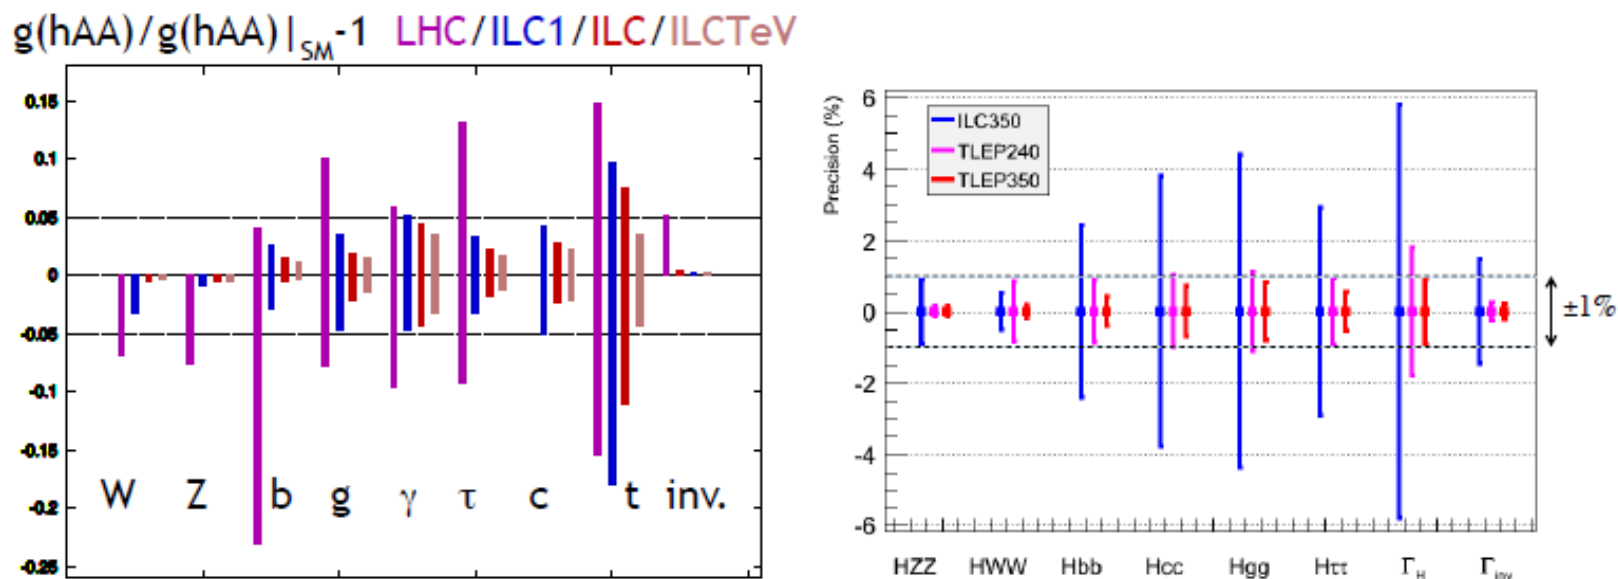 g(hAA)/g(hAA)|SM-1 LHC/ILC1/ILC/ILCTeV
0.15
0.1
0.05
0
-0.05
-0.1
-0.15
-0.2
-0.25
W Z b g γ τ c t inv.
Precision (%)
6
4
2
0
-2
-4
-6
ILC350
TLEP240
TLEP350
±1%
HZZ HWW Hbb Hcc Hgg Hττ ΓH Γinv